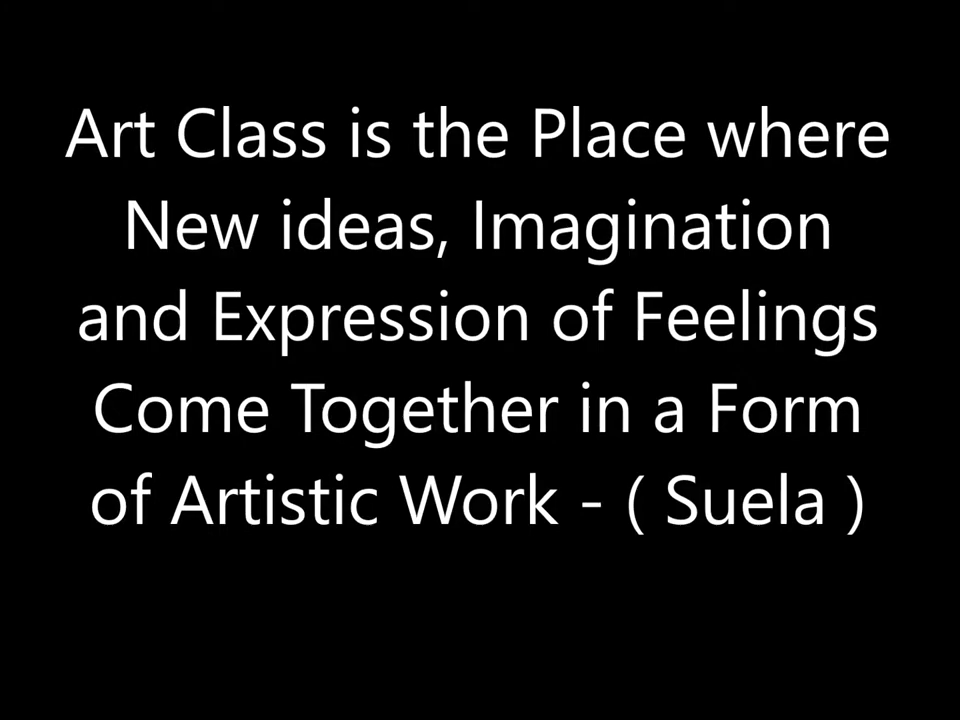 Art Class is the Place where
New ideas, Imagination
and Expression of Feelings
Come Together in a Form
of Artistic Work - ( Suela )